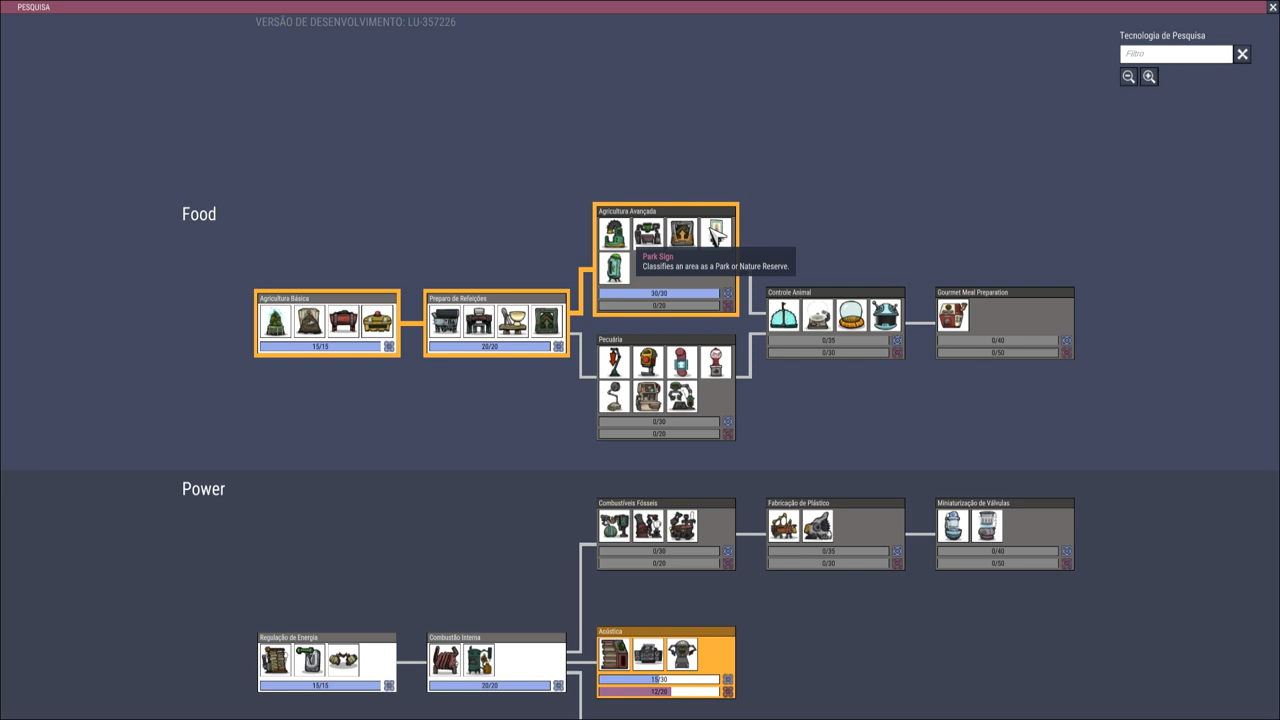 PESQUISA
VERSÃO DE DESENVOLVIMENTO: LU-357226
Tecnologia de Pesquisa
Filtro
Food
Agricultura Avançada
Park Sign
Classifies an area as a Park or Nature Reserve.
30/30
0/20
Agricultura Básica
15/15
Preparo de Refeições
20/20
Controle Animal
0/35
0/30
Gourmet Meal Preparation
0/40
0/50
Pecuária
0/30
0/20
Power
Combustíveis Fósseis
0/30
0/20
Fabricação de Plástico
0/35
0/30
Miniaturização de Válvulas
0/40
0/50
Regulação de Energia
15/15
Combustão Interna
20/20
Acústica
15/30
12/20